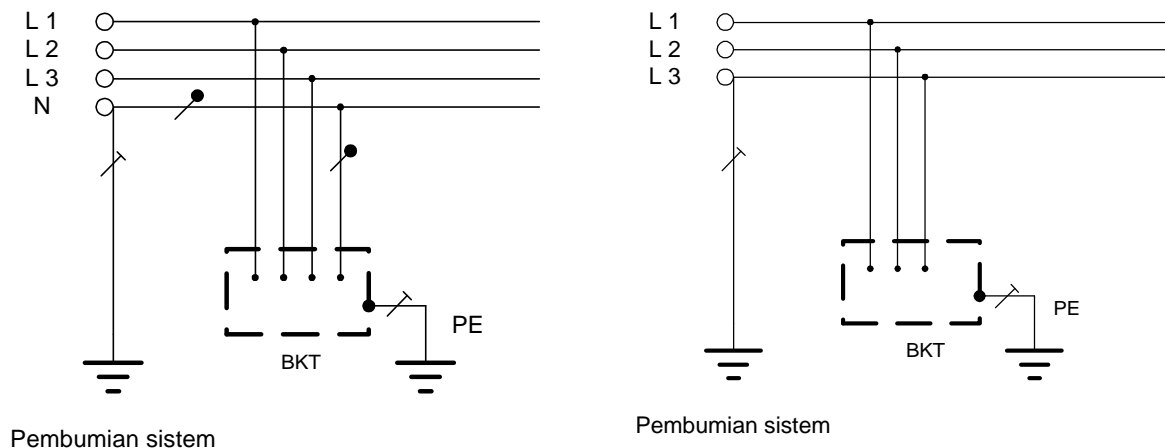 L 1
L 2
L 3
N
PE
BKT
Pembumian sistem
L 1
L 2
L 3
PE
BKT
Pembumian sistem